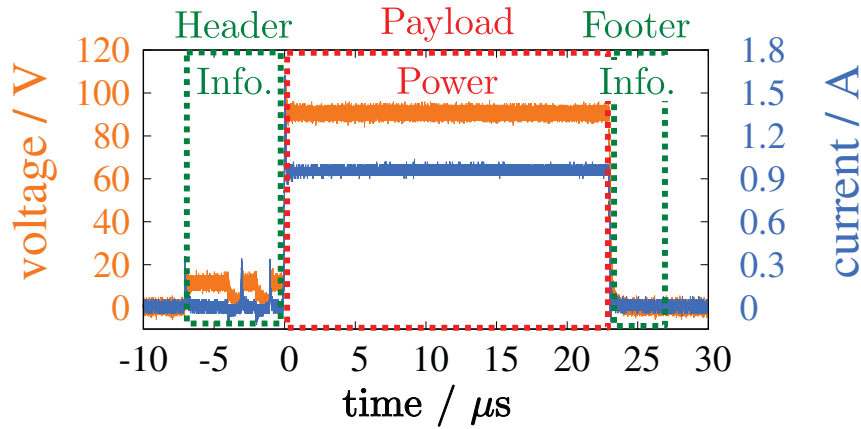 Header Payload Footer
120 1.8
Info. Power Info.
100 1.5
80 1.2
60 0.9
40 0.6
20 0.3
0 0
voltage / V
current / A
-10 -5 0 5 10 15 20 25 30
time / μs